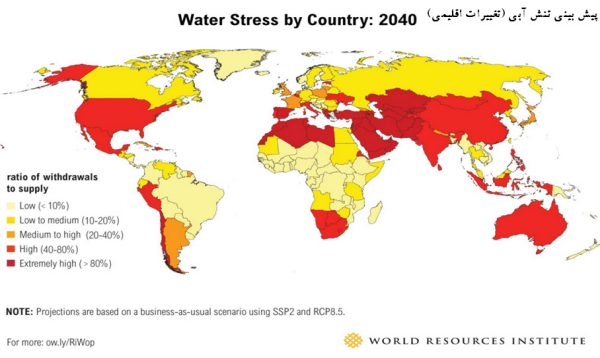 Water Stress by Country: 2040
پیش بینی تنش آبی (تغییرات اقلیمی)
ratio of withdrawals
to supply
Low (< 10%)
Low to medium (10-20%)
Medium to high (20-40%)
High (40-80%)
Extremely high (> 80%)
NOTE: Projections are based on a business-as-usual scenario using SSP2 and RCP8.5.
For more: ow.ly/RiWop
WORLD RESOURCES INSTITUTE